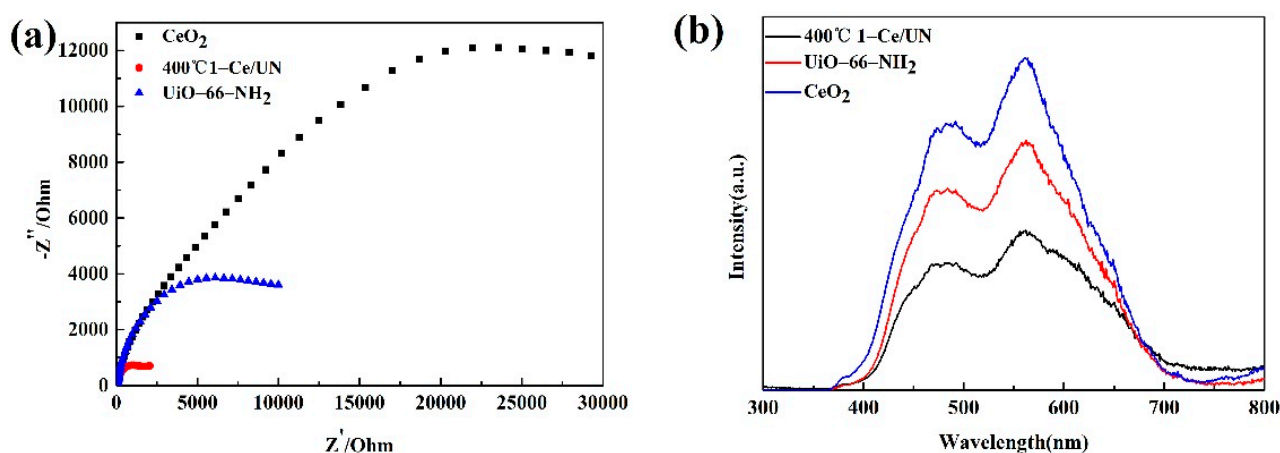 (a)
CeO2
400℃ 1-Ce/UN
UiO-66-NH2
12000
10000
8000
6000
4000
2000
0
-Z''/Ohm
0 5000 10000 15000 20000 25000 30000
Z'/Ohm
(b)
400℃ 1-Ce/UN
UiO-66-NH2
CeO2
Intensity(a.u.)
300 400 500 600 700 800
Wavelength(nm)